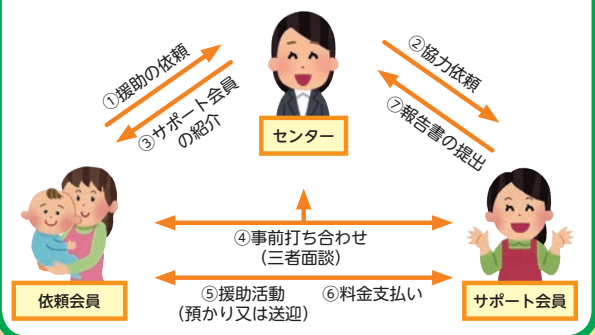 ①援助の依頼
②協力依頼
③サポート会員
の紹介
⑦報告書の提出
センター
④事前打ち合わせ
(三者面談)
⑤援助活動
(預かり又は送迎)
⑥料金支払い
依頼会員
サポート会員